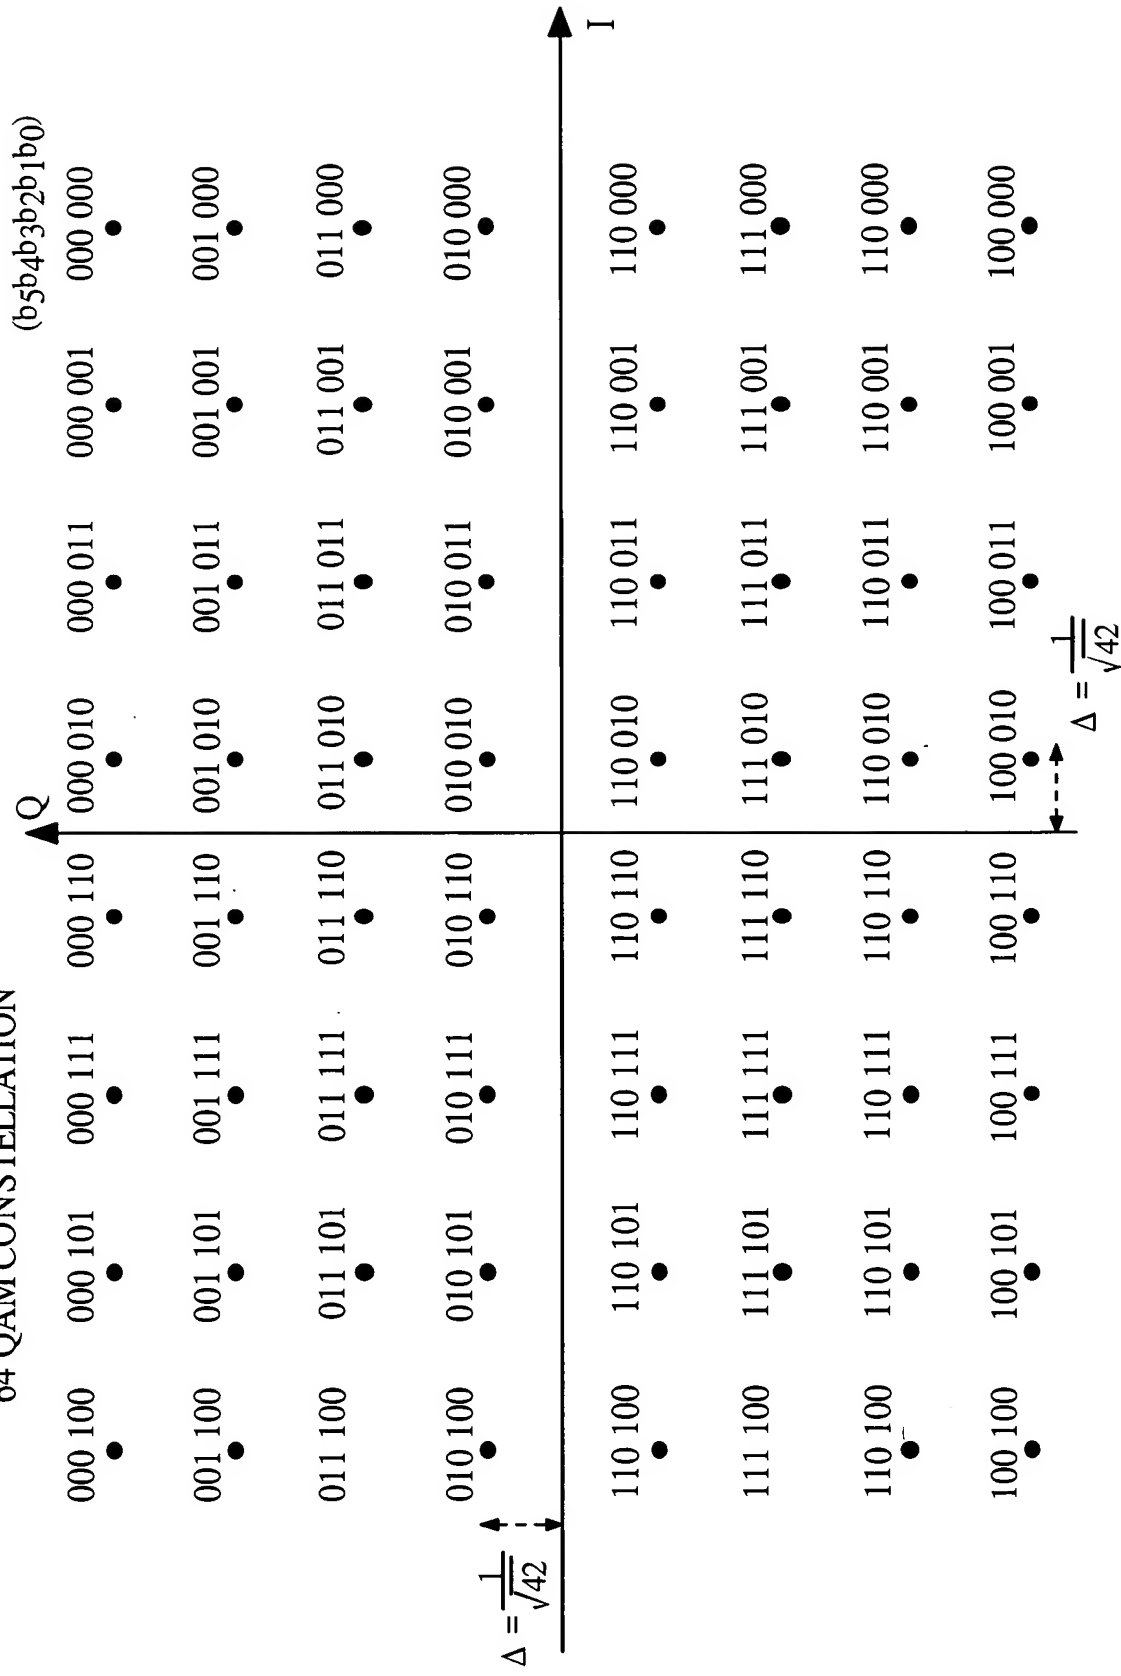 64 QAM CONSTELLATION
Q
(b5b4b3b2b1b0)
000 100 000 101 000 111 000 110 000 010 000 011 000 001 000 000
001 100 001 101 001 111 001 110 001 010 001 011 001 001 001 000
011 100 011 101 011 111 011 110 011 010 011 011 011 001 011 000
010 100 010 101 010 111 010 110 010 010 010 011 010 001 010 000
Δ = 1/√42
I
110 100 110 101 110 111 110 110 110 010 110 011 110 001 110 000
111 100 111 101 111 111 111 110 111 010 111 011 111 001 111 000
110 100 110 101 110 111 110 110 110 010 110 011 110 001 110 000
100 100 100 101 100 111 100 110 100 010 100 011 100 001 100 000
Δ = 1/√42